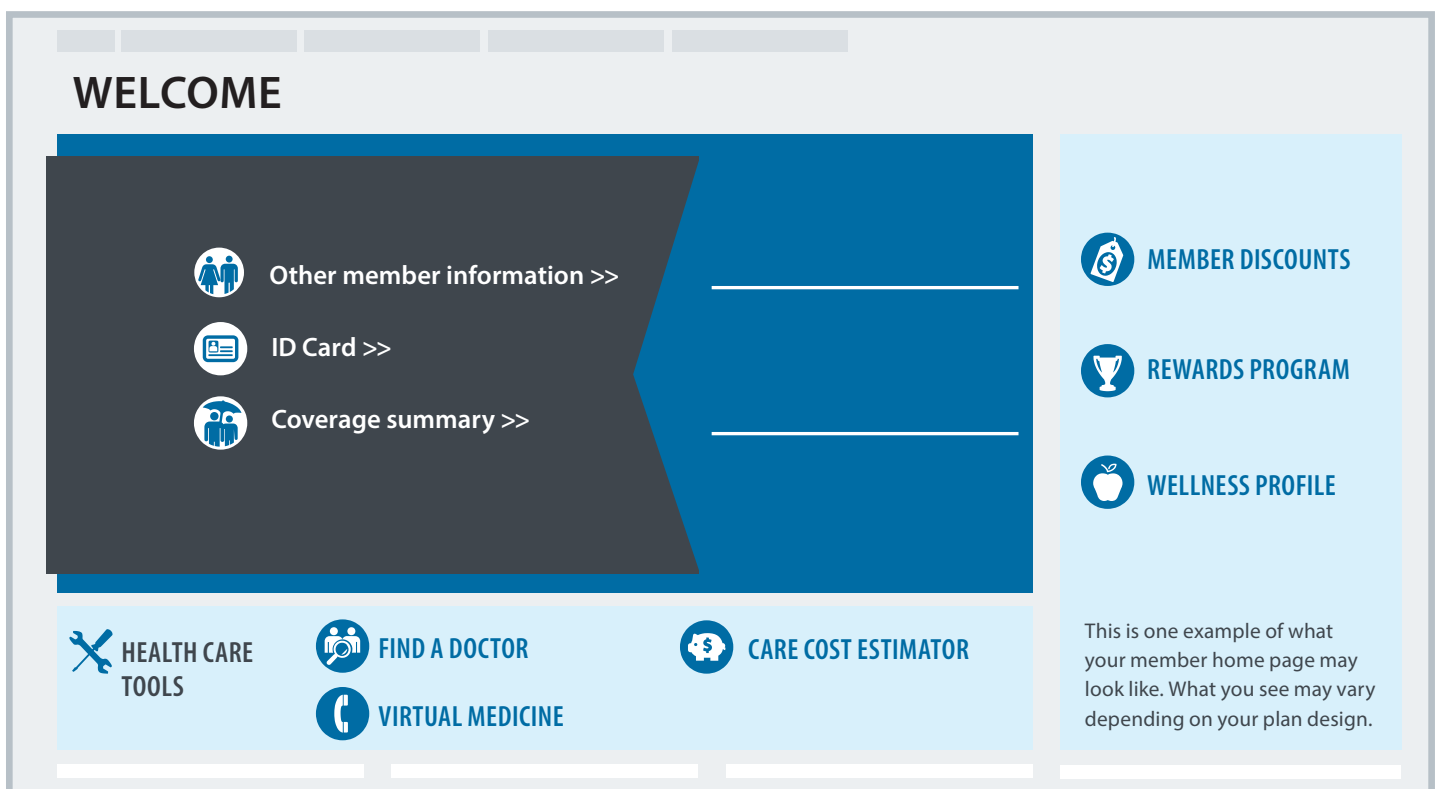 WELCOME
Other member information >>
ID Card >>
Coverage summary >>
MEMBER DISCOUNTS
REWARDS PROGRAM
WELLNESS PROFILE
HEALTH CARE
TOOLS
FIND A DOCTOR
VIRTUAL MEDICINE
CARE COST ESTIMATOR
This is one example of what
your member home page may
look like. What you see may vary
depending on your plan design.